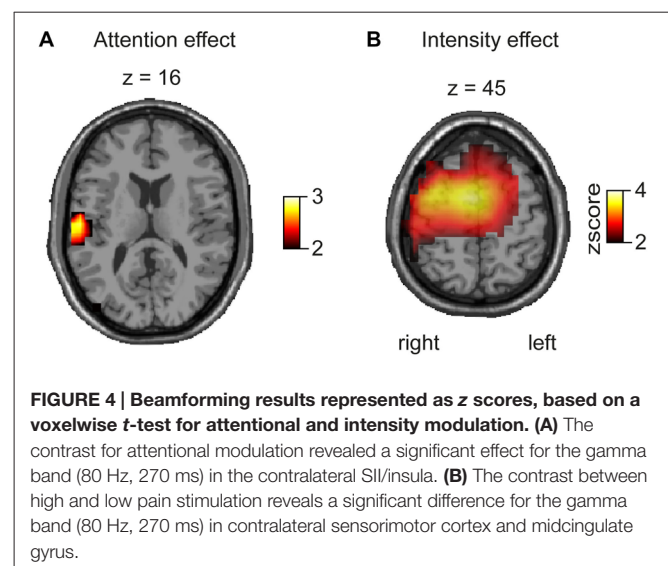 A Attention effect
z = 16
3
2
B Intensity effect
z = 45
zscore
4
2
right left
FIGURE 4 | Beamforming results represented as z scores, based on a
voxelwise t-test for attentional and intensity modulation. (A) The
contrast for attentional modulation revealed a significant effect for the gamma
band (80 Hz, 270 ms) in the contralateral SII/insula. (B) The contrast between
high and low pain stimulation reveals a significant difference for the gamma
band (80 Hz, 270 ms) in contralateral sensorimotor cortex and midcingulate
gyrus.